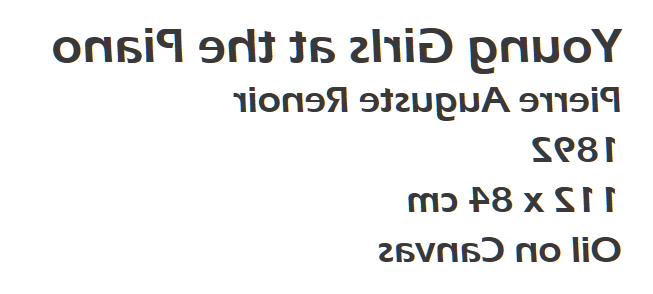 Young Girls at the Piano
Pierre Auguste Renoir
1892
112 x 84 cm
Oil on Canvas